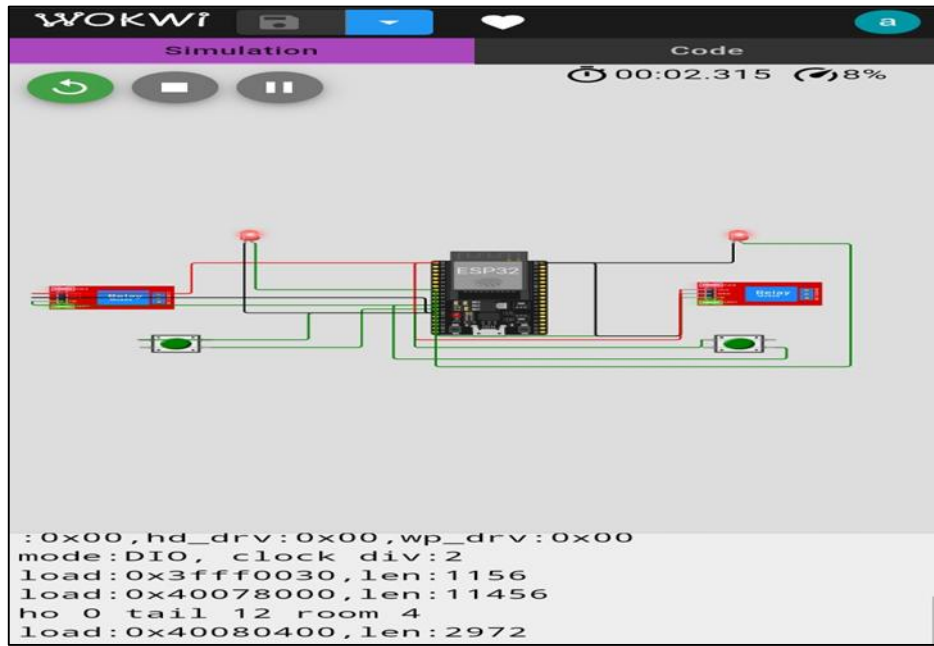 WOKWi
a
Simulation
Code
00:02.315
8%
ESP32
Relay
Relay
:0x00,hd_drv:0x00,wp_drv:0x00
mode:DIO, clock div:2
load:0x3fff0030,len:1156
load:0x40078000,len:11456
ho 0 tail 12 room 4
load:0x40080400,len:2972